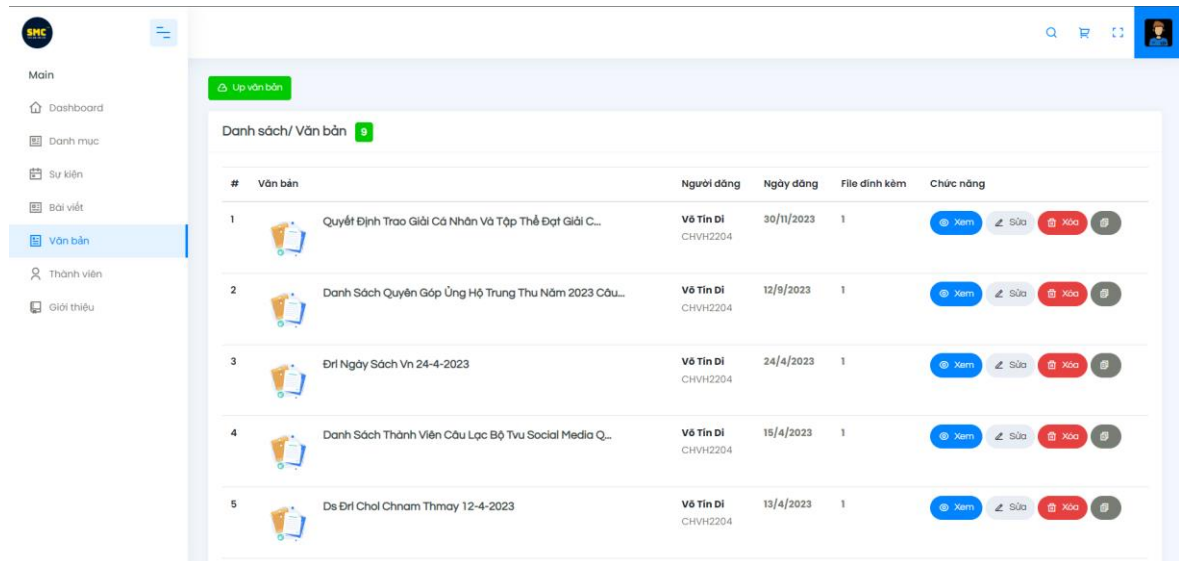 SMC
Main
Dashboard
Danh mục
Sự kiện
Bài viết
Văn bản
Thành viên
Giới thiệu
Up văn bản
Danh sách/ Văn bản 9
# Văn bản Người đăng Ngày đăng File đính kèm Chức năng
1 Quyết Định Trao Giải Cá Nhân Và Tập Thể Đạt Giải C... Võ Tín Di 30/11/2023 1 Xem Sửa Xóa
CHVH2204
2 Danh Sách Quyên Góp Ủng Hộ Trung Thu Năm 2023 Câu... Võ Tín Di 12/9/2023 1 Xem Sửa Xóa
CHVH2204
3 Đrl Ngày Sách Vn 24-4-2023 Võ Tín Di 24/4/2023 1 Xem Sửa Xóa
CHVH2204
4 Danh Sách Thành Viên Câu Lạc Bộ Tvu Social Media Q... Võ Tín Di 15/4/2023 1 Xem Sửa Xóa
CHVH2204
5 Ds Đrl Chol Chnam Thmay 12-4-2023 Võ Tín Di 13/4/2023 1 Xem Sửa Xóa
CHVH2204